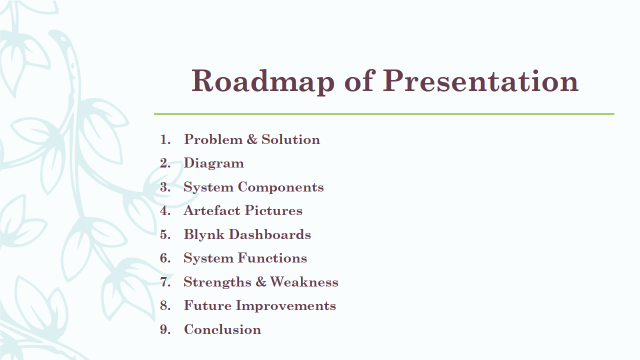 Roadmap of Presentation
1. Problem & Solution
2. Diagram
3. System Components
4. Artefact Pictures
5. Blynk Dashboards
6. System Functions
7. Strengths & Weakness
8. Future Improvements
9. Conclusion